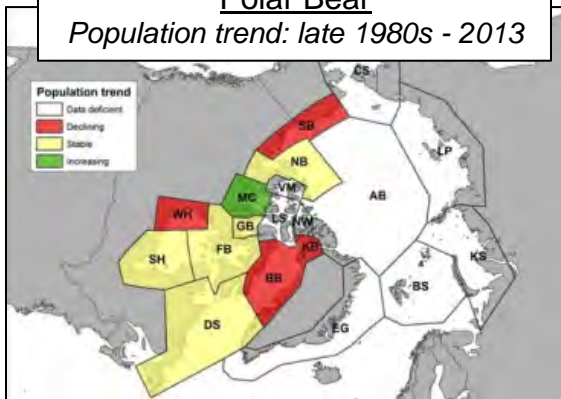 Polar Bear
Population trend: late 1980s - 2013
Population trend
Data deficient
Declining
Stable
Increasing
CS
SB
NB
LP
VM
MC
AB
LS
NW
WH
GB
FB
KB
KS
SH
BB
BS
DS
EG